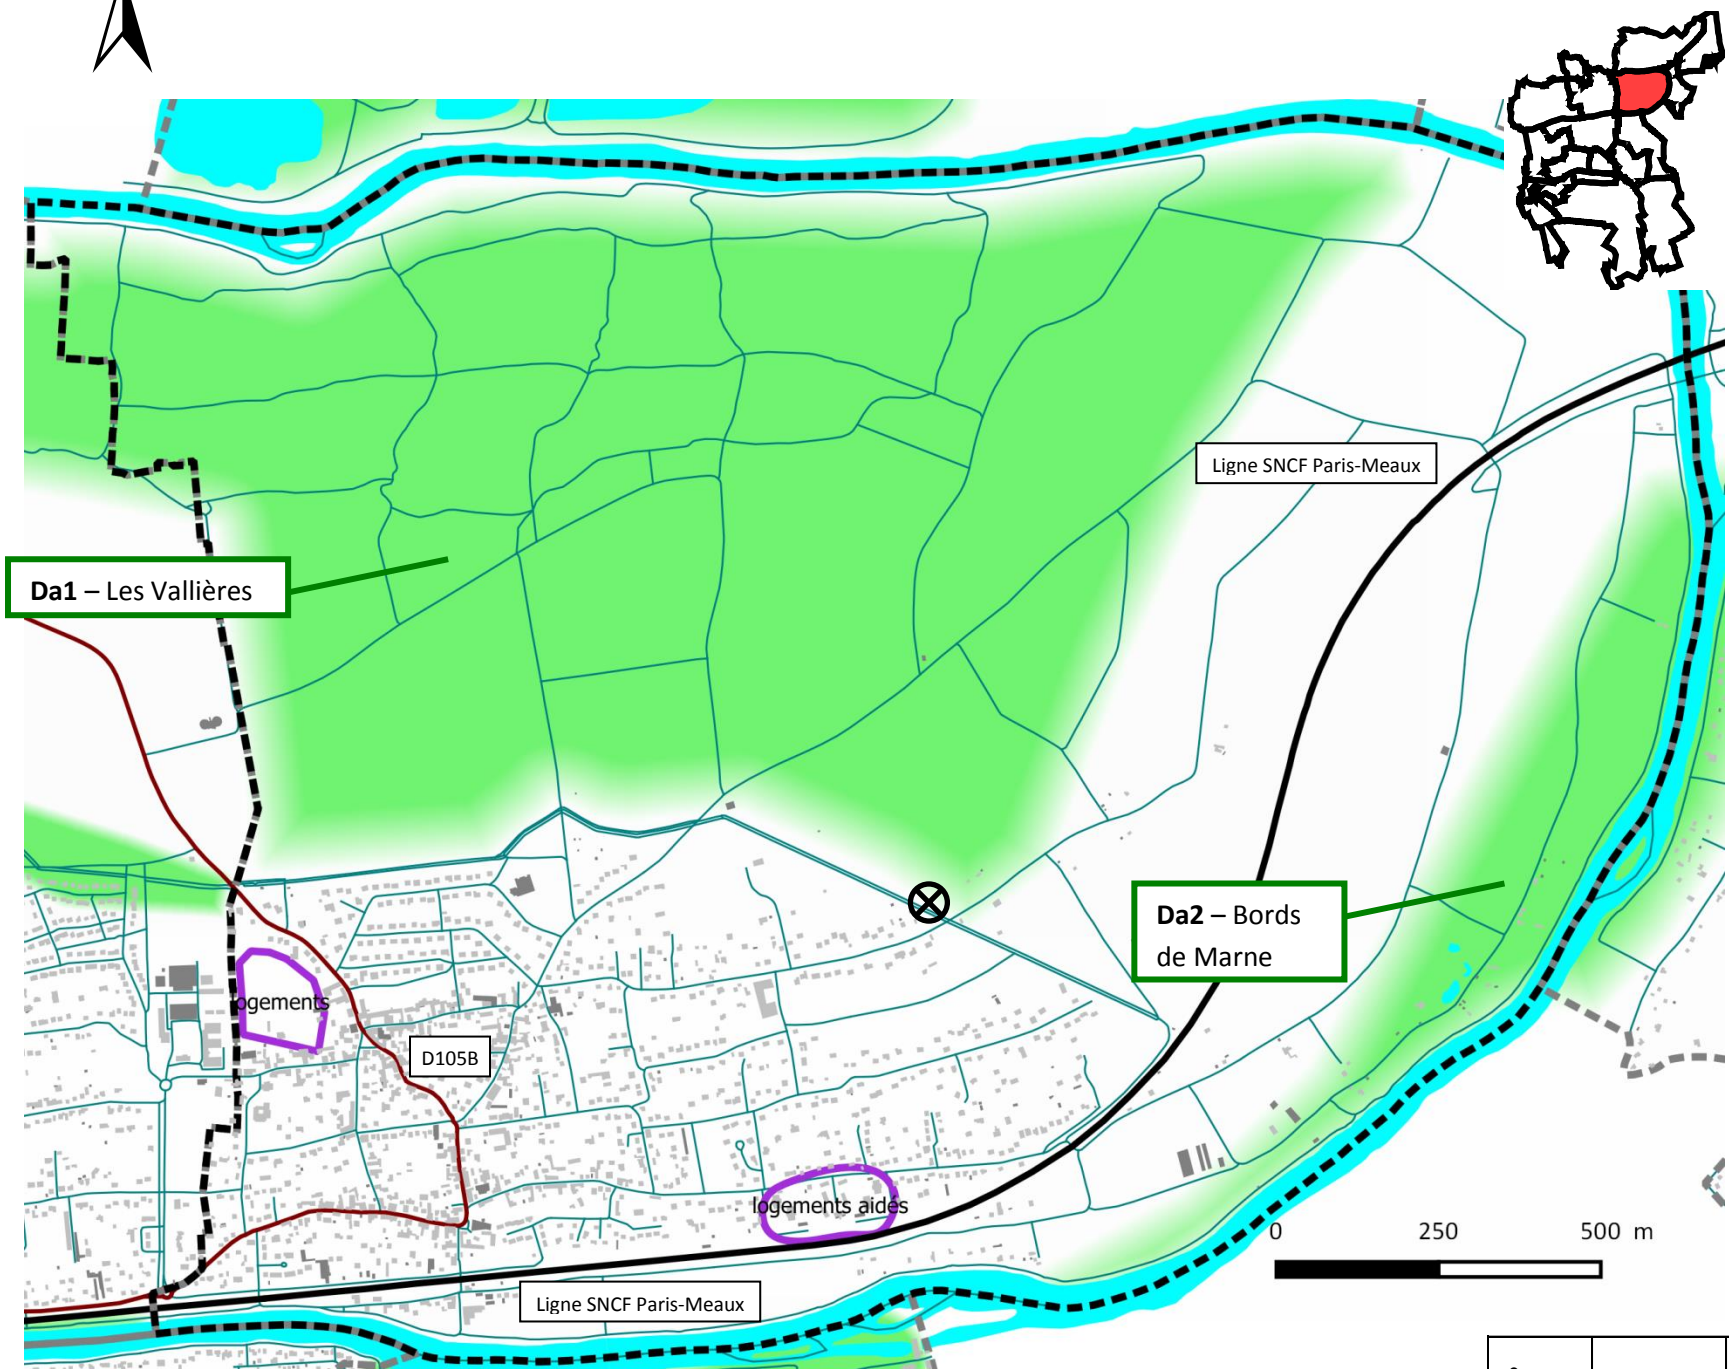 Ligne SNCF Paris-Meaux
Da1 – Les Vallières
Da2 – Bords
de Marne
ogements
D105B
logements aidés
0 250 500 m
Ligne SNCF Paris-Meaux